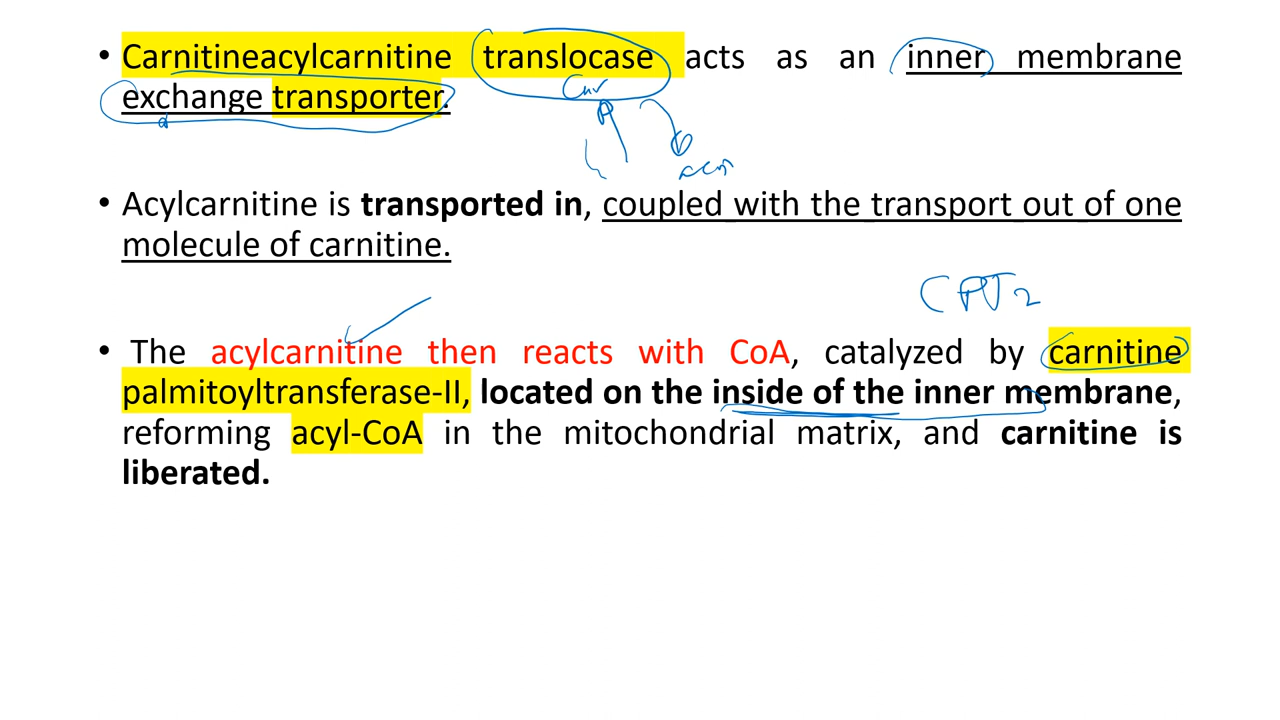 • Carnitineacylcarnitine translocase acts as an inner membrane
exchange transporter.
• Acylcarnitine is transported in, coupled with the transport out of one
molecule of carnitine.
CPT2
• The acylcarnitine then reacts with CoA, catalyzed by carnitine
palmitoyltransferase-II, located on the inside of the inner membrane,
reforming acyl-CoA in the mitochondrial matrix, and carnitine is
liberated.